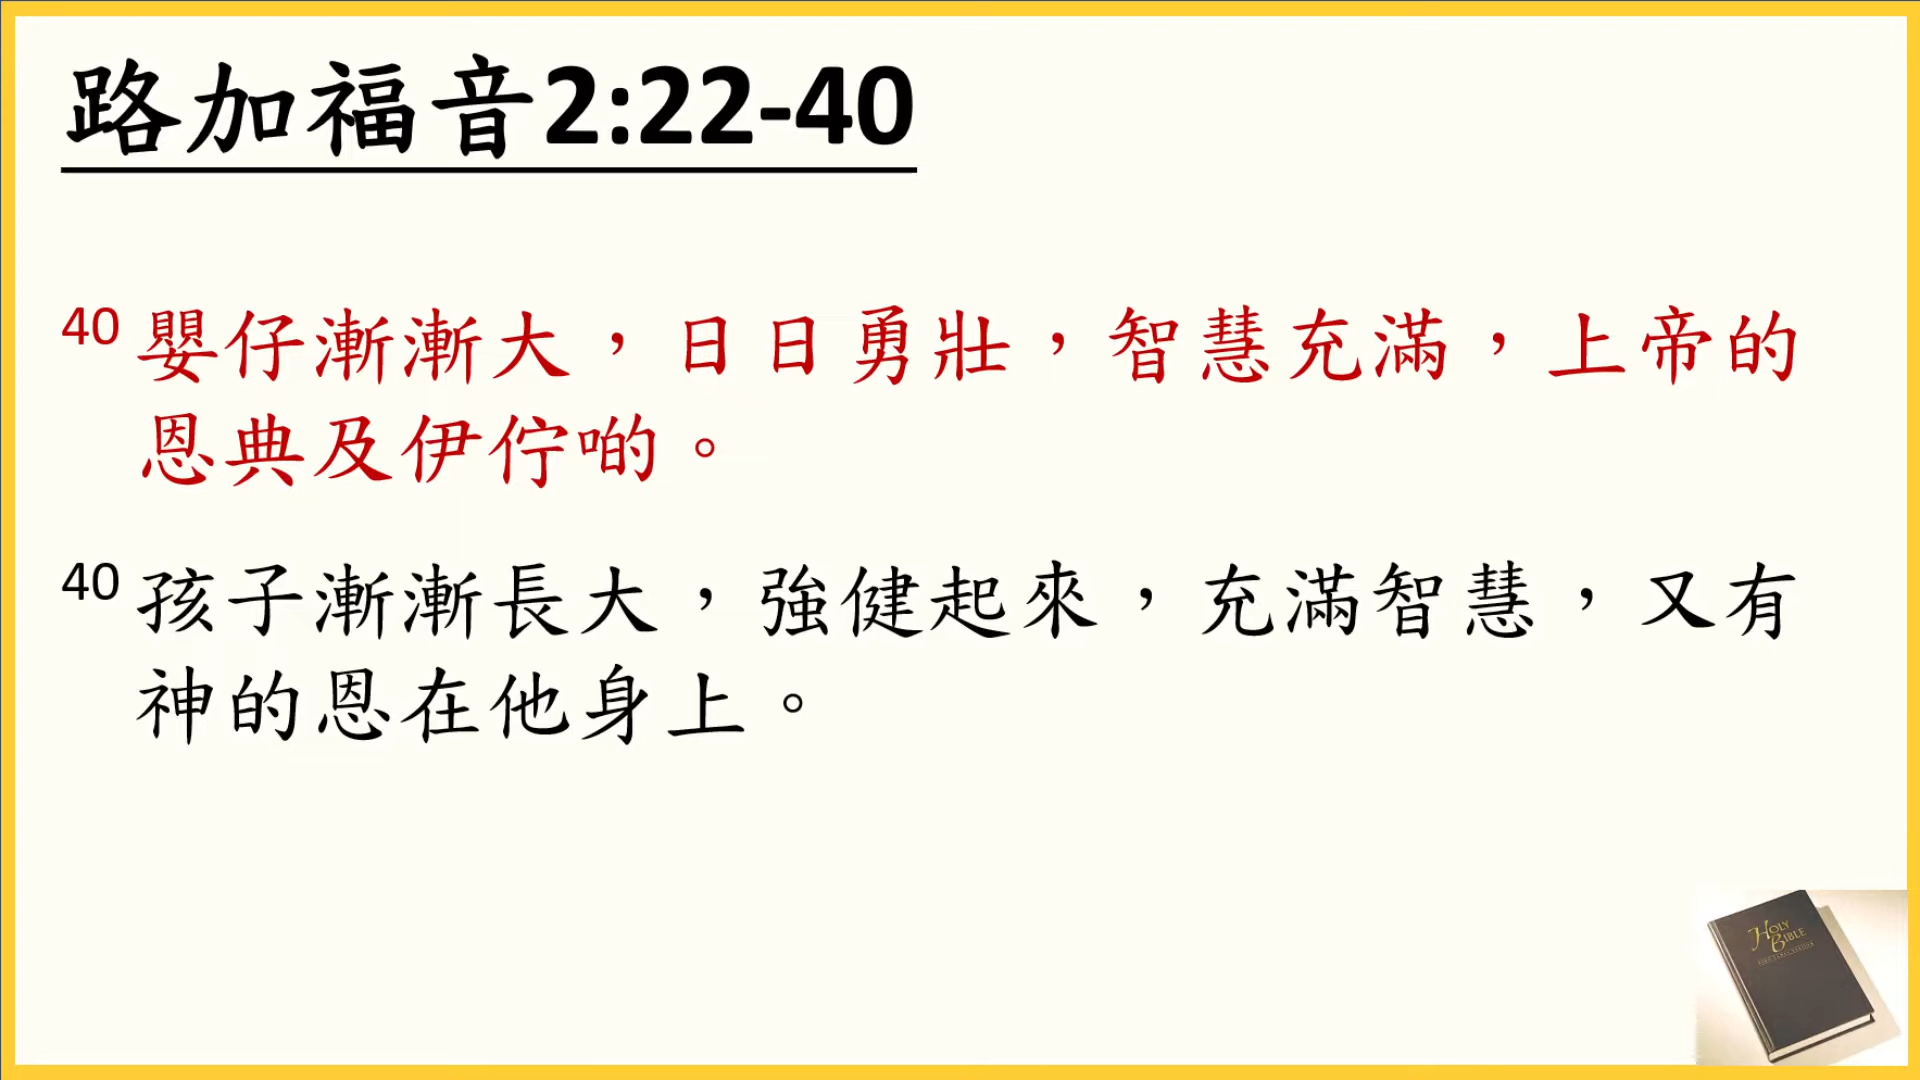 路加福音2:22-40
40 嬰仔漸漸大，日日勇壯，智慧充滿，上帝的
恩典及伊佇啲。
40 孩子漸漸長大，強健起來，充滿智慧，又有
神的恩在他身上。
HOLY
BIBLE